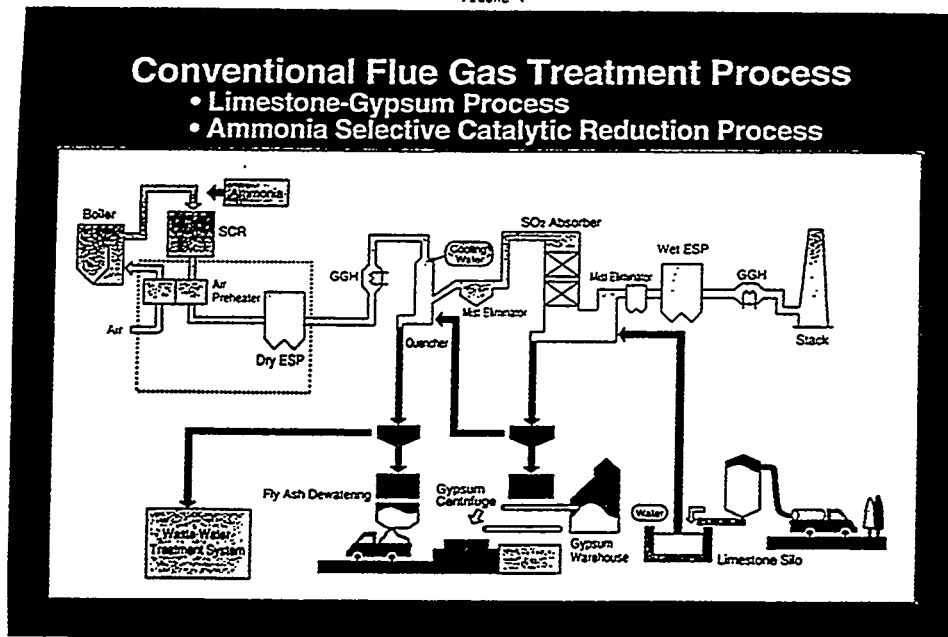 Conventional Flue Gas Treatment Process
• Limestone-Gypsum Process
• Ammonia Selective Catalytic Reduction Process
Ammonia
Boiler
SCR
SO₂ Absorber
Cooling Water
Wet ESP
GGH
GGH
Air
Preheater
Mist Eliminator
Mist Eliminator
Air
Dry ESP
Quencher
Stack
Fly Ash Dewatering
Gypsum
Centrifuge
Water
Waste Water
Treatment System
Gypsum
Warehouse
Limestone Silo